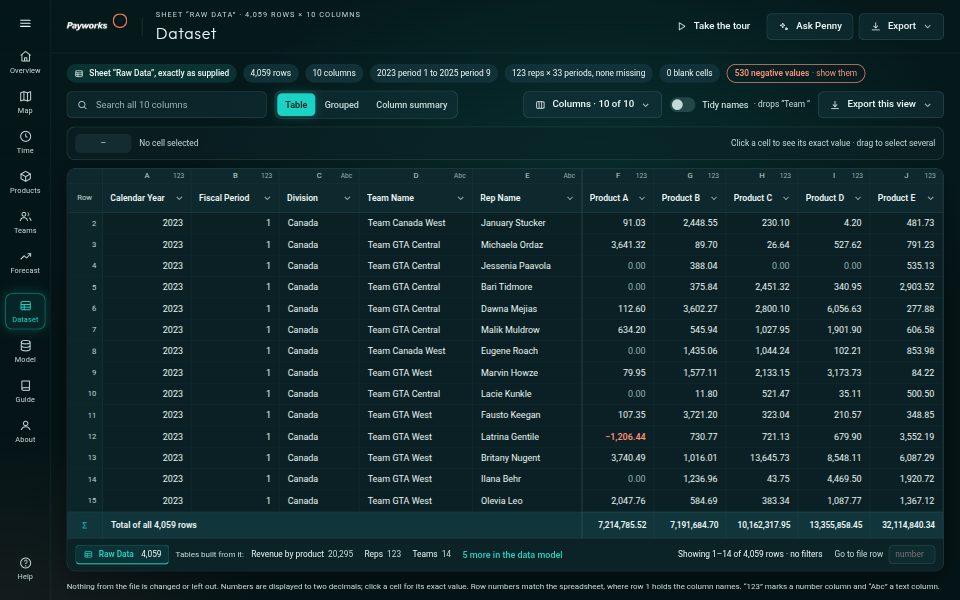 Payworks
SHEET "RAW DATA" · 4,059 ROWS × 10 COLUMNS
Dataset
Take the tour
Ask Penny
Export
Overview
Map
Time
Products
Teams
Forecast
Dataset
Model
Guide
About
Help
Sheet "Raw Data", exactly as supplied
4,059 rows
10 columns
2023 period 1 to 2025 period 9
123 reps × 33 periods, none missing
0 blank cells
530 negative values · show them
Search all 10 columns
Table
Grouped
Column summary
Columns · 10 of 10
Tidy names · drops "Team "
Export this view
–
No cell selected
Click a cell to see its exact value · drag to select several
A 123 B 123 C Abc D Abc E Abc F 123 G 123 H 123 I 123 J 123
Row Calendar Year Fiscal Period Division Team Name Rep Name Product A Product B Product C Product D Product E
2 2023 1 Canada Team Canada West January Stucker 91.03 2,448.55 230.10 4.20 481.73
3 2023 1 Canada Team GTA Central Michaela Ordaz 3,641.32 89.70 26.64 527.62 791.23
4 2023 1 Canada Team GTA Central Jessenia Paavola 0.00 388.04 0.00 0.00 535.13
5 2023 1 Canada Team GTA Central Bari Tidmore 0.00 375.84 2,451.32 340.95 2,903.52
6 2023 1 Canada Team GTA Central Dawna Mejias 112.60 3,602.27 2,800.10 6,056.63 277.88
7 2023 1 Canada Team GTA Central Malik Muldrow 634.20 545.94 1,027.95 1,901.90 606.58
8 2023 1 Canada Team Canada West Eugene Roach 0.00 1,435.06 1,044.24 102.21 853.98
9 2023 1 Canada Team GTA West Marvin Howze 79.95 1,577.11 2,133.15 3,173.73 84.22
10 2023 1 Canada Team GTA Central Lacie Kunkle 0.00 11.80 521.47 35.11 500.50
11 2023 1 Canada Team GTA West Fausto Keegan 107.35 3,721.20 323.04 210.57 348.85
12 2023 1 Canada Team GTA West Latrina Gentile −1,206.44 730.77 721.13 679.90 3,552.19
13 2023 1 Canada Team GTA West Britany Nugent 3,740.49 1,016.01 13,645.73 8,548.11 6,087.29
14 2023 1 Canada Team GTA West Ilana Behr 0.00 1,236.96 43.75 4,469.50 1,920.72
15 2023 1 Canada Team GTA West Olevia Leo 2,047.76 584.69 383.34 1,087.77 1,367.12
Σ Total of all 4,059 rows 7,214,785.52 7,191,684.70 10,162,317.95 13,355,858.45 32,114,840.34
Raw Data 4,059
Tables built from it: Revenue by product 20,295 Reps 123 Teams 14 5 more in the data model
Showing 1–14 of 4,059 rows · no filters
Go to file row number
Nothing from the file is changed or left out. Numbers are displayed to two decimals; click a cell for its exact value. Row numbers match the spreadsheet, where row 1 holds the column names. "123" marks a number column and "Abc" a text column.